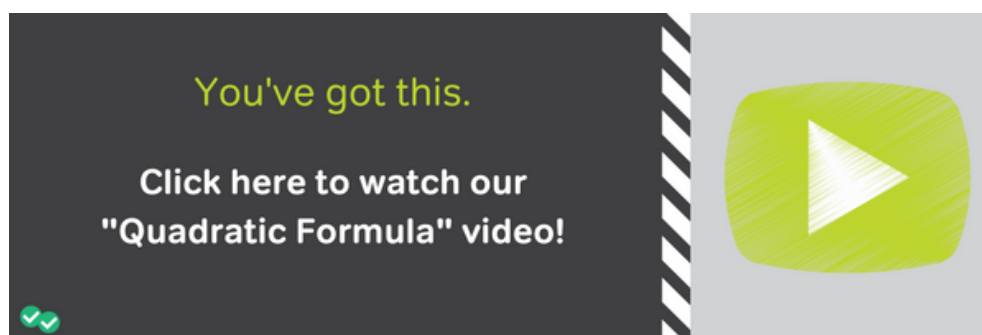 You've got this.
Click here to watch our
"Quadratic Formula" video!